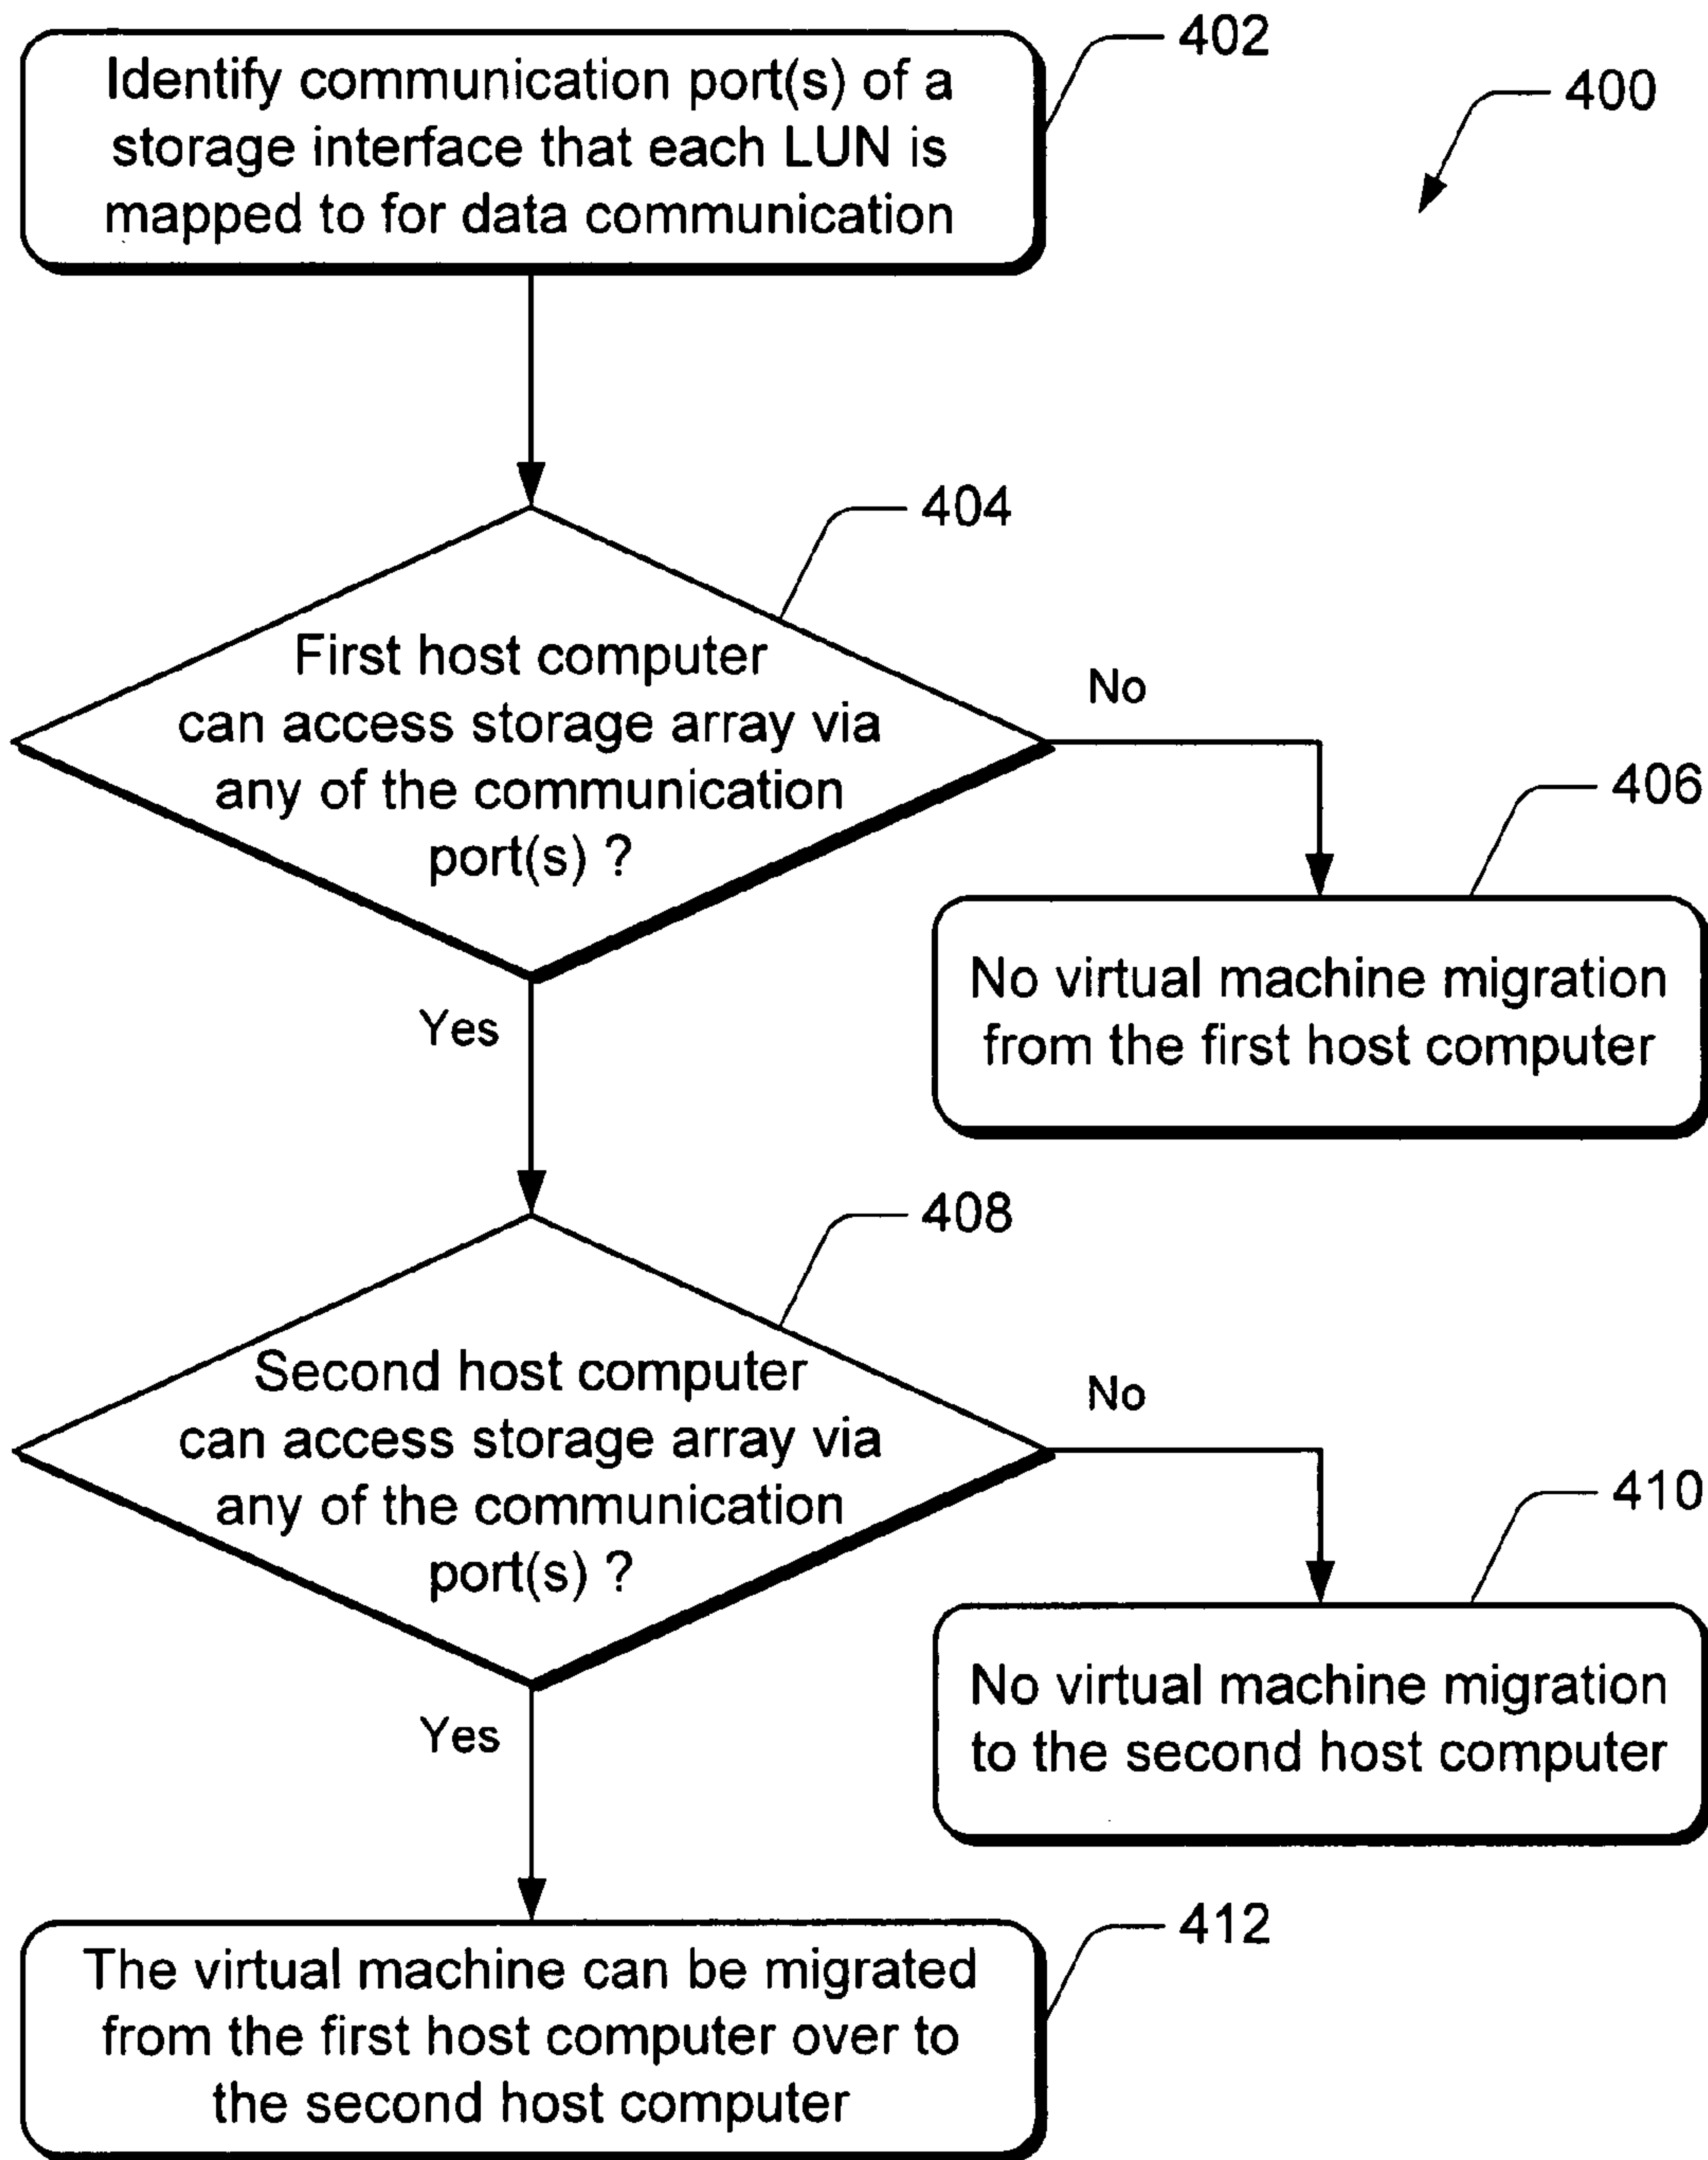 402
Identify communication port(s) of a
storage interface that each LUN is
mapped to for data communication
400
404
First host computer
can access storage array via
any of the communication
port(s) ?
No
406
No virtual machine migration
from the first host computer
Yes
408
Second host computer
can access storage array via
any of the communication
port(s) ?
No
410
No virtual machine migration
to the second host computer
Yes
412
The virtual machine can be migrated
from the first host computer over to
the second host computer